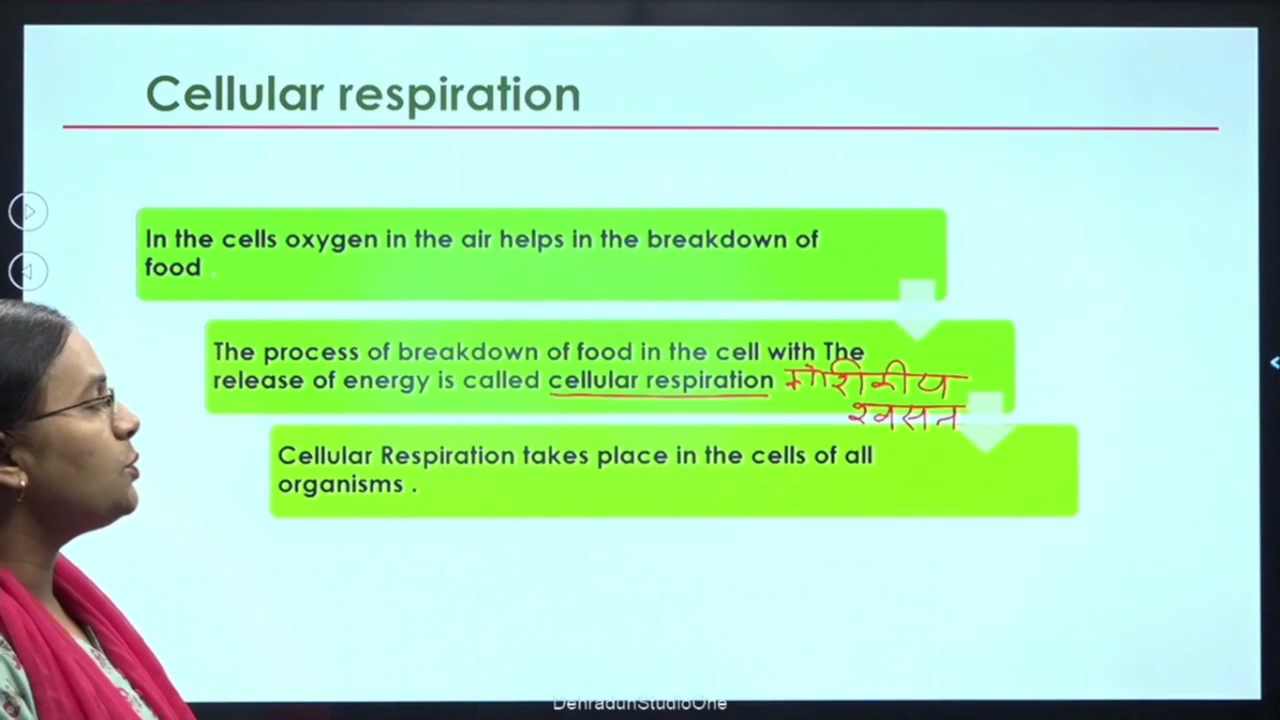 Cellular respiration
In the cells oxygen in the air helps in the breakdown of
food .
The process of breakdown of food in the cell with The
release of energy is called cellular respiration कोशिकीय
श्वसन
Cellular Respiration takes place in the cells of all
organisms .
DehradunStudioOne